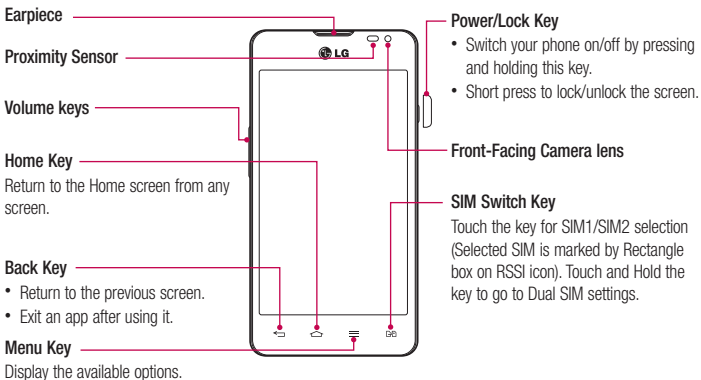 Earpiece
Proximity Sensor
Volume keys
Home Key
Return to the Home screen from any
screen.
Back Key
• Return to the previous screen.
• Exit an app after using it.
Menu Key
Display the available options.
LG
Power/Lock Key
• Switch your phone on/off by pressing
and holding this key.
• Short press to lock/unlock the screen.
Front-Facing Camera lens
SIM Switch Key
Touch the key for SIM1/SIM2 selection
(Selected SIM is marked by Rectangle
box on RSSI icon). Touch and Hold the
key to go to Dual SIM settings.